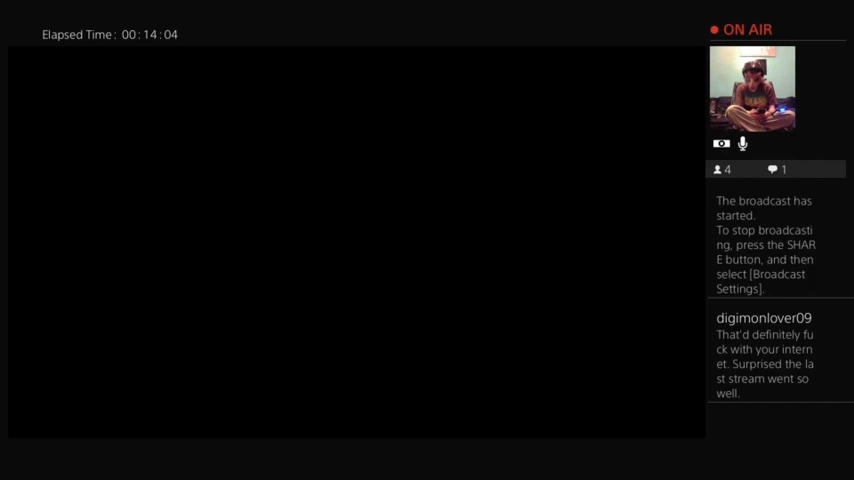 Elapsed Time: 00:14:04
ON AIR
4
1
The broadcast has
started.
To stop broadcasti
ng, press the SHAR
E button, and then
select [Broadcast
Settings].
digimonlover09
That'd definitely fu
ck with your intern
et. Surprised the la
st stream went so
well.